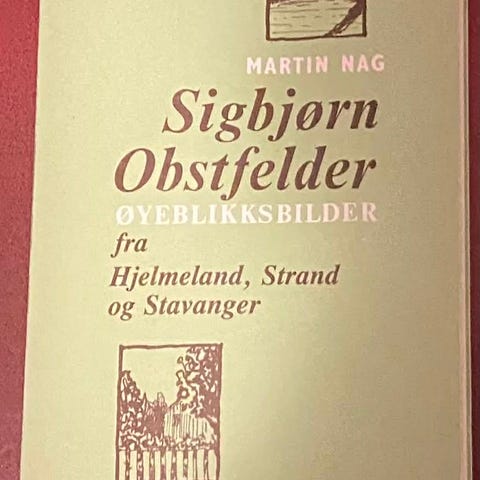 MARTIN NAG
Sigbjørn
Obstfelder
ØYEBLIKKSBILDER
fra
Hjelmeland, Strand
og Stavanger